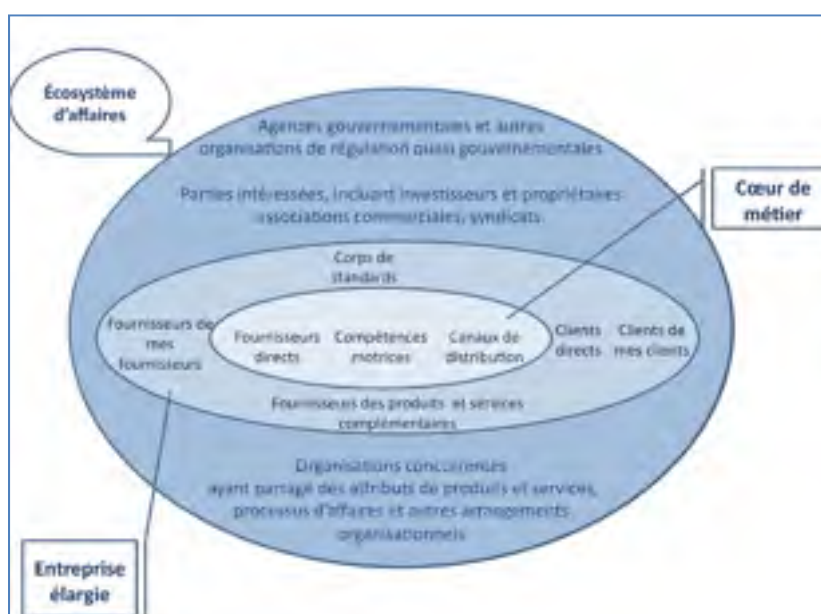 Écosystème
d'affaires
Agences gouvernementales et autres
organisations de régulation quasi gouvernementales
Parties intéressées, incluant investisseurs et propriétaires
associations commerciales, syndicats.
Cœur de
métier
Corps de
standards
Fournisseurs de
mes
fournisseurs
Fournisseurs
directs
Compétences
motrices
Canaux de
distribution
Clients
directs
Clients de
mes clients
Fournisseurs des produits et services
complémentaires
Organisations concurrences
ayant partagé des attributs de produits et services,
processus d'affaires et autres arrangements
organisationnels
Entreprise
élargie